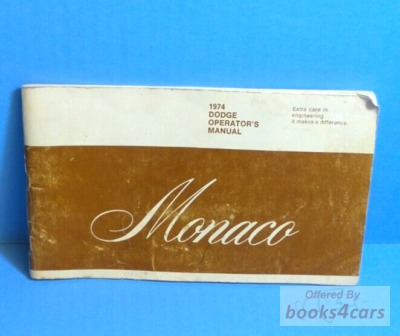 1974
DODGE
OPERATOR'S
MANUAL
Extra care in
engineering
it makes a difference.
Monaco
Offered By
books4cars